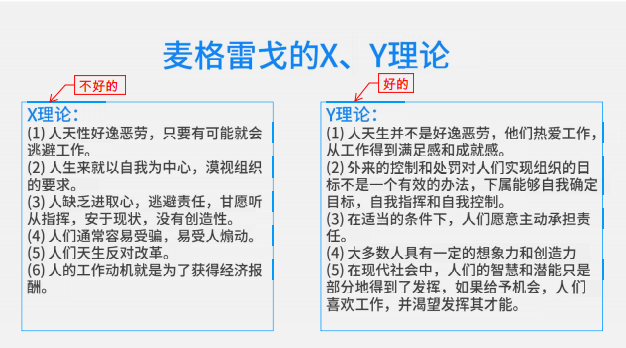 麦格雷戈的X、Y理论
不好的
X理论：
(1) 人天性好逸恶劳，只要有可能就会
逃避工作。
(2) 人生来就以自我为中心，漠视组织
的要求。
(3) 人缺乏进取心，逃避责任，甘愿听
从指挥，安于现状，没有创造性。
(4) 人们通常容易受骗，易受人煽动。
(5) 人们天生反对改革。
(6) 人的工作动机就是为了获得经济报
酬。
好的
Y理论：
(1) 人天生并不是好逸恶劳，他们热爱工作，
从工作得到满足感和成就感。
(2) 外来的控制和处罚对人们实现组织的目
标不是一个有效的办法，下属能够自我确定
目标，自我指挥和自我控制。
(3) 在适当的条件下，人们愿意主动承担责
任。
(4) 大多数人具有一定的想象力和创造力
(5) 在现代社会中，人们的智慧和潜能只是
部分地得到了发挥，如果给予机会，人们
喜欢工作，并渴望发挥其才能。